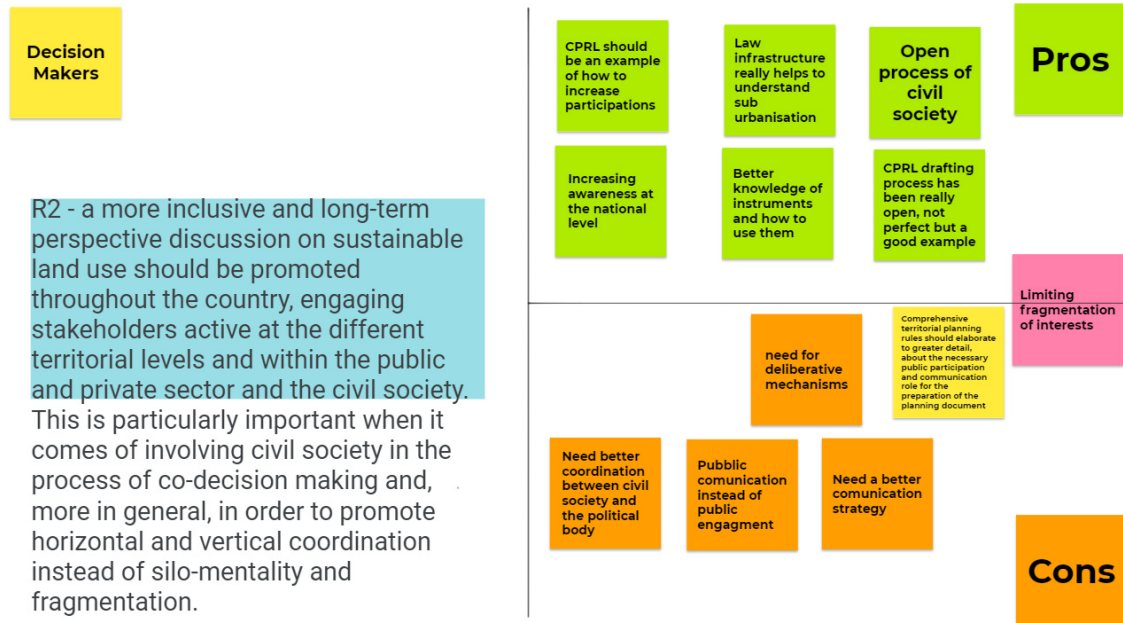 Decision
Makers
R2 - a more inclusive and long-term
perspective discussion on sustainable
land use should be promoted
throughout the country, engaging
stakeholders active at the different
territorial levels and within the public
and private sector and the civil society.
This is particularly important when it
comes of involving civil society in the
process of co-decision making and,
more in general, in order to promote
horizontal and vertical coordination
instead of silo-mentality and
fragmentation.
CPRL should
be an example
of how to
increase
participations
Law
infrastructure
really helps to
understand
sub
urbanisation
Open
process of
civil
society
Pros
Increasing
awareness at
the national
level
Better
knowledge of
instruments
and how to
use them
CPRL drafting
process has
been really
open, not
perfect but a
good example
Limiting
fragmentation
of interests
need for
deliberative
mechanisms
Comprehensive
territorial planning
rules should elaborate
to greater detail,
about the necessary
public participation
and communication
role for the
preparation of the
planning document
Need better
coordination
between civil
society and
the political
body
Pubblic
comunication
instead of
public
engagment
Need a better
comunication
strategy
Cons